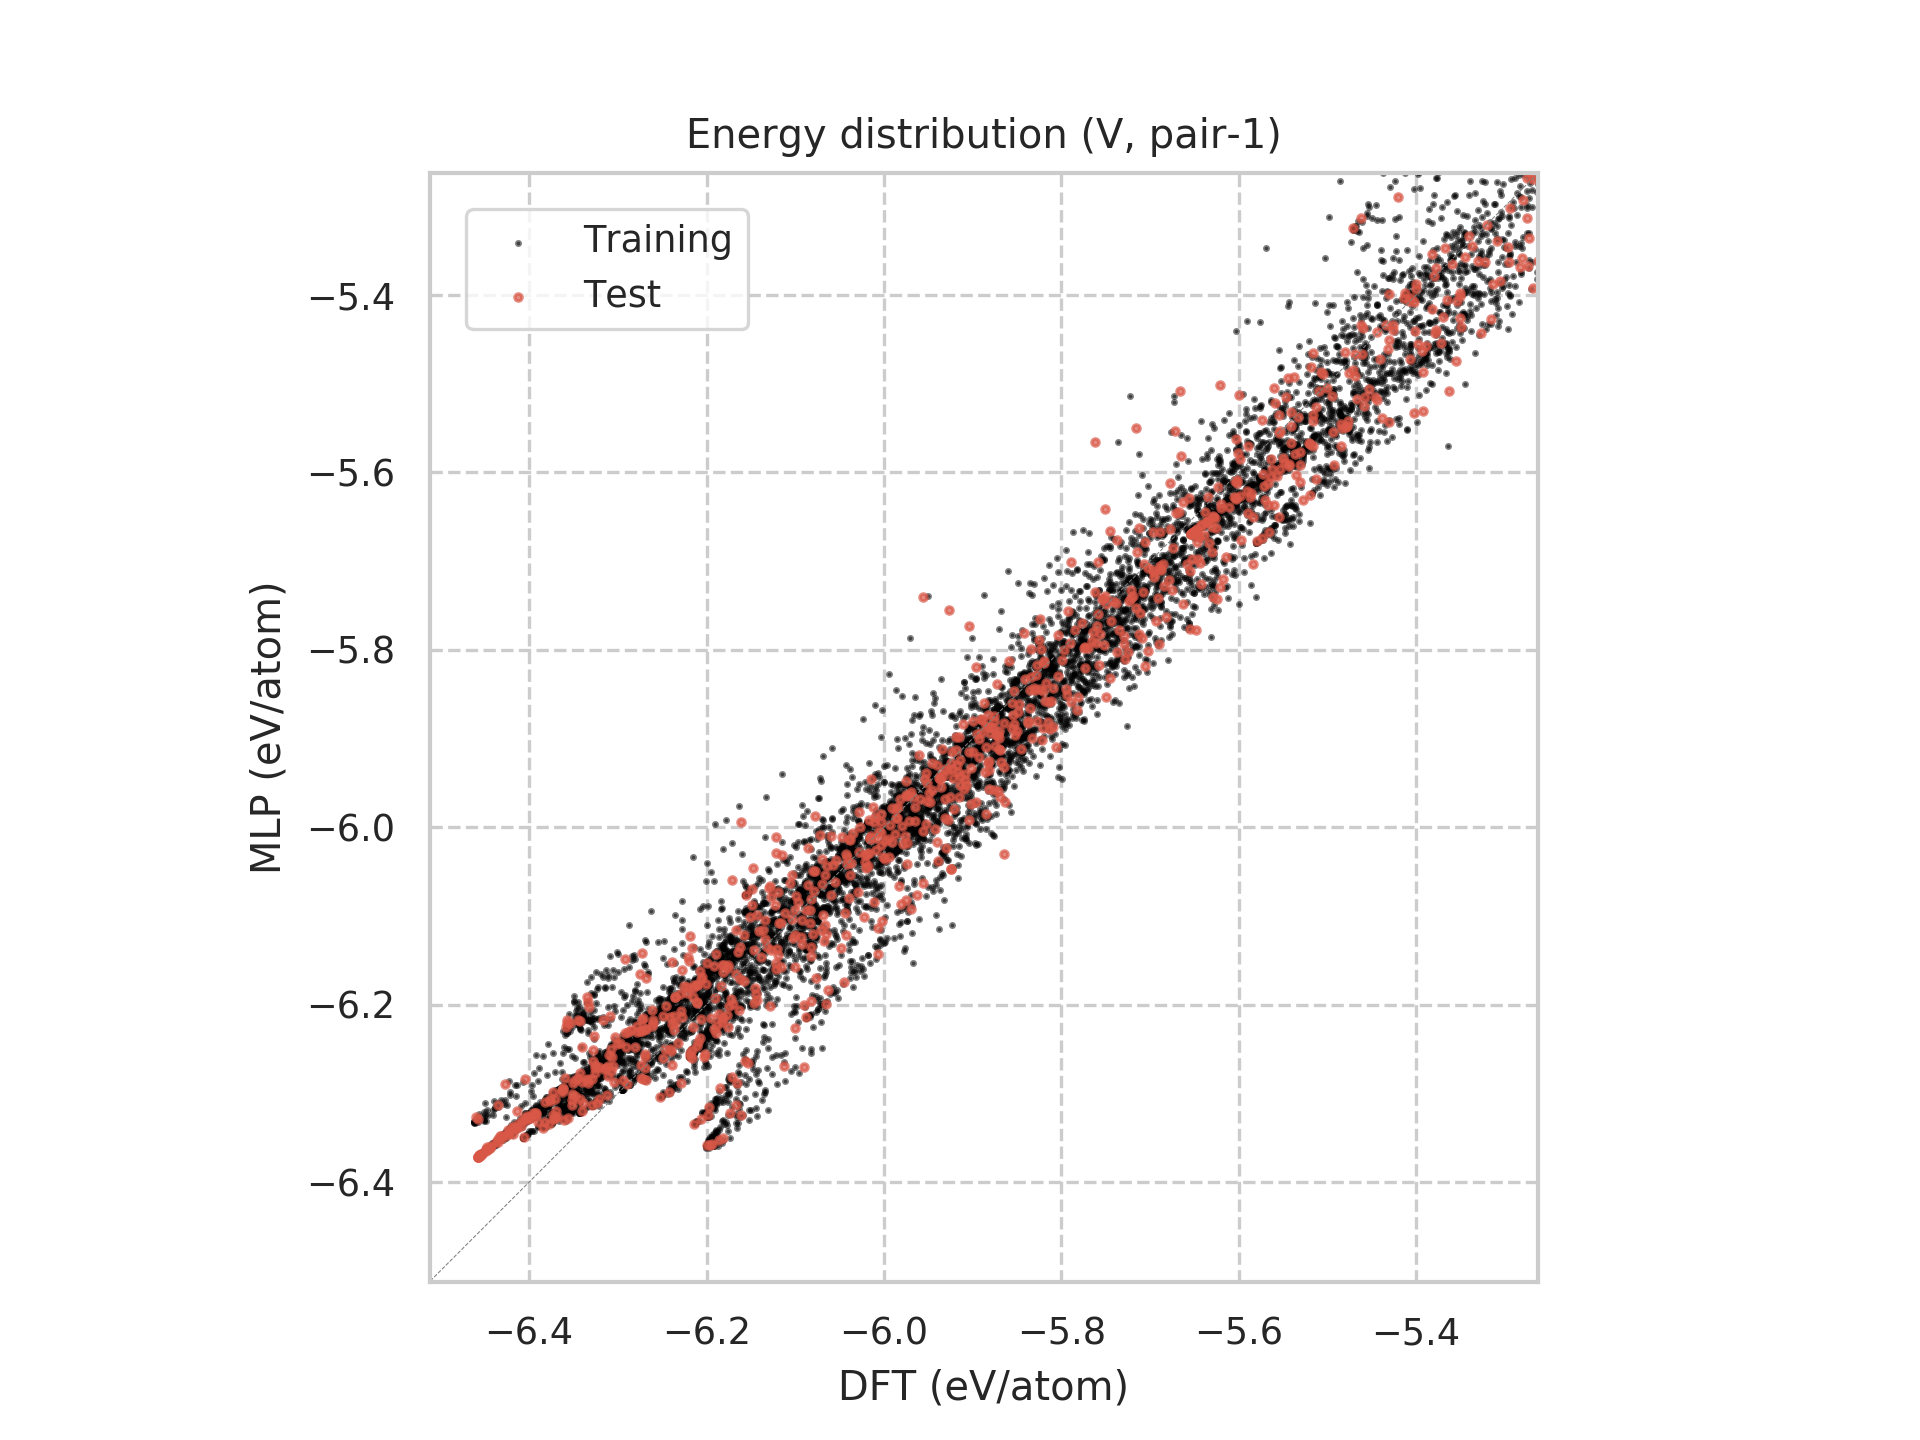 Energy distribution (V, pair-1)
Training
Test
−5.4
−5.6
−5.8
−6.0
−6.2
−6.4
MLP (eV/atom)
−6.4 −6.2 −6.0 −5.8 −5.6 −5.4
DFT (eV/atom)